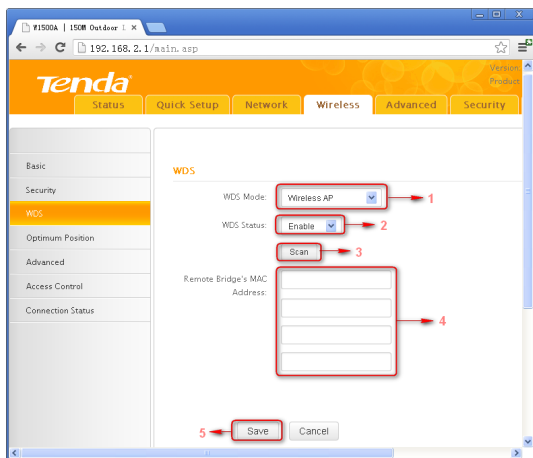 W1500A | 150M Outdoor L
192.168.2.1/main.asp
Version
Product
Tenda
Status Quick Setup Network Wireless Advanced Security
Basic
Security
WDS
Optimum Position
Advanced
Access Control
Connection Status
WDS
WDS Mode: Wireless AP 1
WDS Status: Enable 2
Scan 3
Remote Bridge's MAC
Address:
4
5 Save Cancel